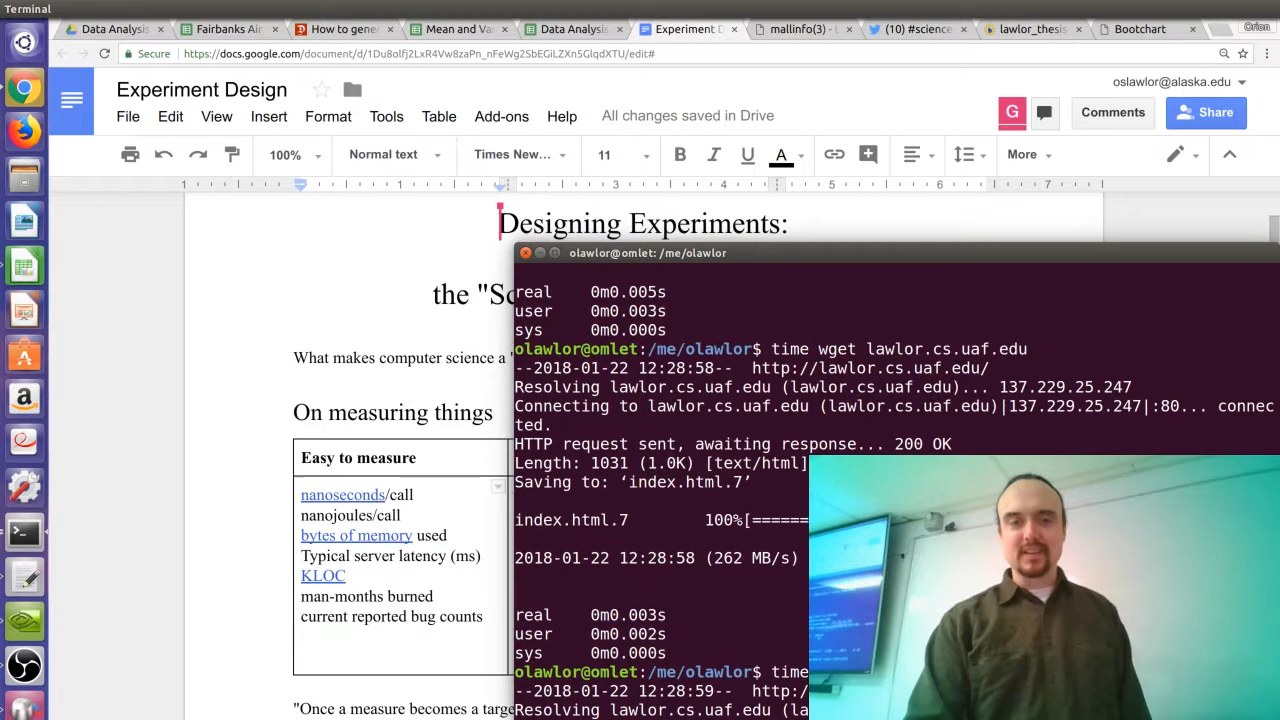 Terminal
Data Analysis
Fairbanks Air
How to gene
Mean and Var
Data Analysis
Experiment D
mallinfo(3) - L
(10) #science
lawlor_thesis
Bootchart
Orion
Secure
https://docs.google.com/document/d/1Du8olfj2LxR4Vw8zaPn_nFeWg2SbEGiLZXn5GlqdXTU/edit#
Experiment Design
oslawlor@alaska.edu
File Edit View Insert Format Tools Table Add-ons Help All changes saved in Drive
G
Comments
Share
100% Normal text Times New... 11 B I U A More
1 1 3 4 5 6 7
Designing Experiments:
the "Sc
What makes computer science a "
On measuring things
Easy to measure
nanoseconds/call
nanojoules/call
bytes of memory used
Typical server latency (ms)
KLOC
man-months burned
current reported bug counts
"Once a measure becomes a targe
olawlor@omlet: /me/olawlor
real 0m0.005s
user 0m0.003s
sys 0m0.000s
olawlor@omlet:/me/olawlor$ time wget lawlor.cs.uaf.edu
--2018-01-22 12:28:58-- http://lawlor.cs.uaf.edu/
Resolving lawlor.cs.uaf.edu (lawlor.cs.uaf.edu)... 137.229.25.247
Connecting to lawlor.cs.uaf.edu (lawlor.cs.uaf.edu)|137.229.25.247|:80... connec
ted.
HTTP request sent, awaiting response... 200 OK
Length: 1031 (1.0K) [text/html]
Saving to: ‘index.html.7’
index.html.7 100%[======
2018-01-22 12:28:58 (262 MB/s)
real 0m0.003s
user 0m0.002s
sys 0m0.000s
olawlor@omlet:/me/olawlor$ time
--2018-01-22 12:28:59-- http:/
Resolving lawlor.cs.uaf.edu (la